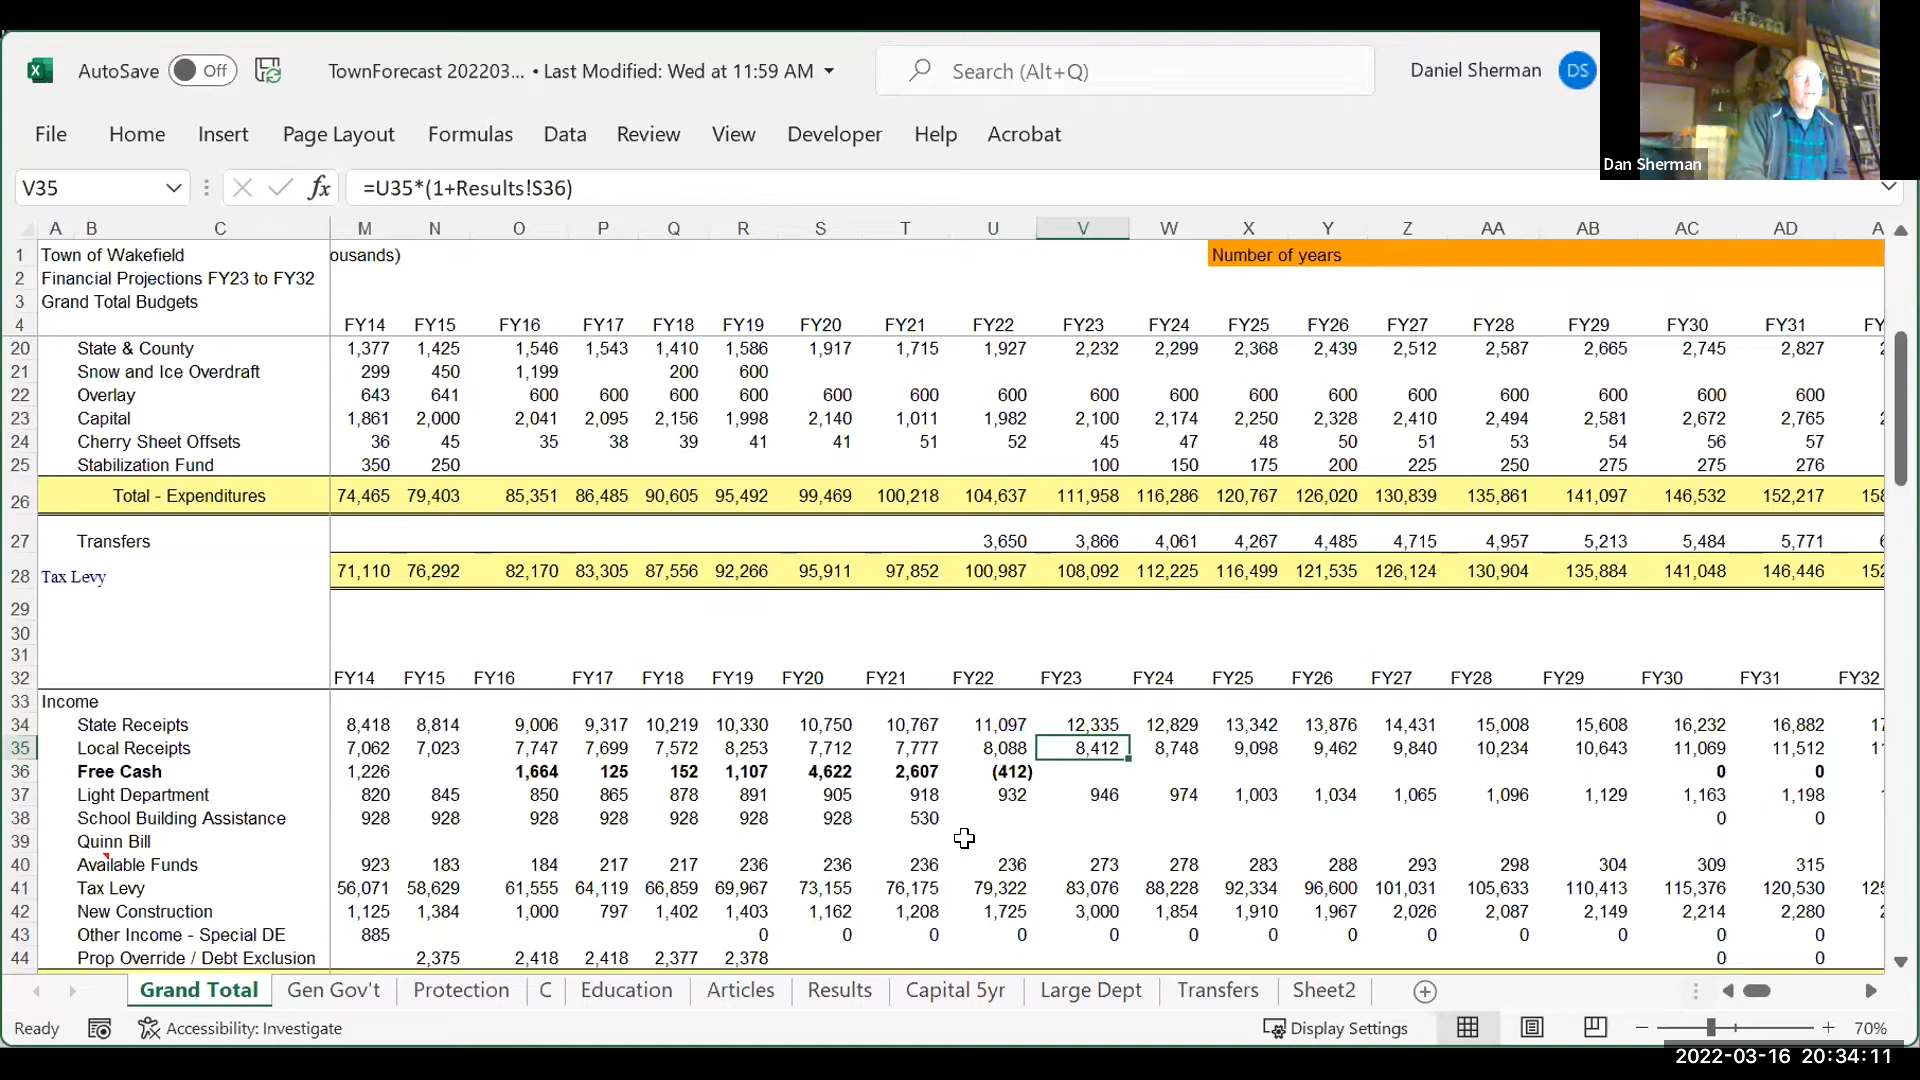 AutoSave Off TownForecast 202203... • Last Modified: Wed at 11:59 AM Search (Alt+Q) Daniel Sherman DS
File Home Insert Page Layout Formulas Data Review View Developer Help Acrobat
Dan Sherman
V35 fx =U35*(1+Results!S36)
A B C M N O P Q R S T U V W X Y Z AA AB AC AD A
1 Town of Wakefield ousands) Number of years
2 Financial Projections FY23 to FY32
3 Grand Total Budgets
4 FY14 FY15 FY16 FY17 FY18 FY19 FY20 FY21 FY22 FY23 FY24 FY25 FY26 FY27 FY28 FY29 FY30 FY31 FY
20 State & County 1,377 1,425 1,546 1,543 1,410 1,586 1,917 1,715 1,927 2,232 2,299 2,368 2,439 2,512 2,587 2,665 2,745 2,827
21 Snow and Ice Overdraft 299 450 1,199 200 600
22 Overlay 643 641 600 600 600 600 600 600 600 600 600 600 600 600 600 600 600 600
23 Capital 1,861 2,000 2,041 2,095 2,156 1,998 2,140 1,011 1,982 2,100 2,174 2,250 2,328 2,410 2,494 2,581 2,672 2,765
24 Cherry Sheet Offsets 36 45 35 38 39 41 41 51 52 45 47 48 50 51 53 54 56 57
25 Stabilization Fund 350 250 100 150 175 200 225 250 275 275 276
26 Total - Expenditures 74,465 79,403 85,351 86,485 90,605 95,492 99,469 100,218 104,637 111,958 116,286 120,767 126,020 130,839 135,861 141,097 146,532 152,217 158
27 Transfers 3,650 3,866 4,061 4,267 4,485 4,715 4,957 5,213 5,484 5,771
28 Tax Levy 71,110 76,292 82,170 83,305 87,556 92,266 95,911 97,852 100,987 108,092 112,225 116,499 121,535 126,124 130,904 135,884 141,048 146,446 152
29
30
31
32 FY14 FY15 FY16 FY17 FY18 FY19 FY20 FY21 FY22 FY23 FY24 FY25 FY26 FY27 FY28 FY29 FY30 FY31 FY32
33 Income
34 State Receipts 8,418 8,814 9,006 9,317 10,219 10,330 10,750 10,767 11,097 12,335 12,829 13,342 13,876 14,431 15,008 15,608 16,232 16,882 17
35 Local Receipts 7,062 7,023 7,747 7,699 7,572 8,253 7,712 7,777 8,088 8,412 8,748 9,098 9,462 9,840 10,234 10,643 11,069 11,512 1
36 Free Cash 1,226 1,664 125 152 1,107 4,622 2,607 (412) 0 0
37 Light Department 820 845 850 865 878 891 905 918 932 946 974 1,003 1,034 1,065 1,096 1,129 1,163 1,198
38 School Building Assistance 928 928 928 928 928 928 928 530 0 0
39 Quinn Bill
40 Available Funds 923 183 184 217 217 236 236 236 236 273 278 283 288 293 298 304 309 315
41 Tax Levy 56,071 58,629 61,555 64,119 66,859 69,967 73,155 76,175 79,322 83,076 88,228 92,334 96,600 101,031 105,633 110,413 115,376 120,530 125
42 New Construction 1,125 1,384 1,000 797 1,402 1,403 1,162 1,208 1,725 3,000 1,854 1,910 1,967 2,026 2,087 2,149 2,214 2,280
43 Other Income - Special DE 885 0 0 0 0 0 0 0 0 0 0 0 0 0
44 Prop Override / Debt Exclusion 2,375 2,418 2,418 2,377 2,378 0 0
Grand Total Gen Gov't Protection C Education Articles Results Capital 5yr Large Dept Transfers Sheet2
Ready Accessibility: Investigate Display Settings 70%
2022-03-16 20:34:11